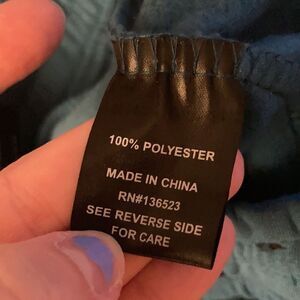 100% POLYESTER
MADE IN CHINA
RN#136523
SEE REVERSE SIDE
FOR CARE